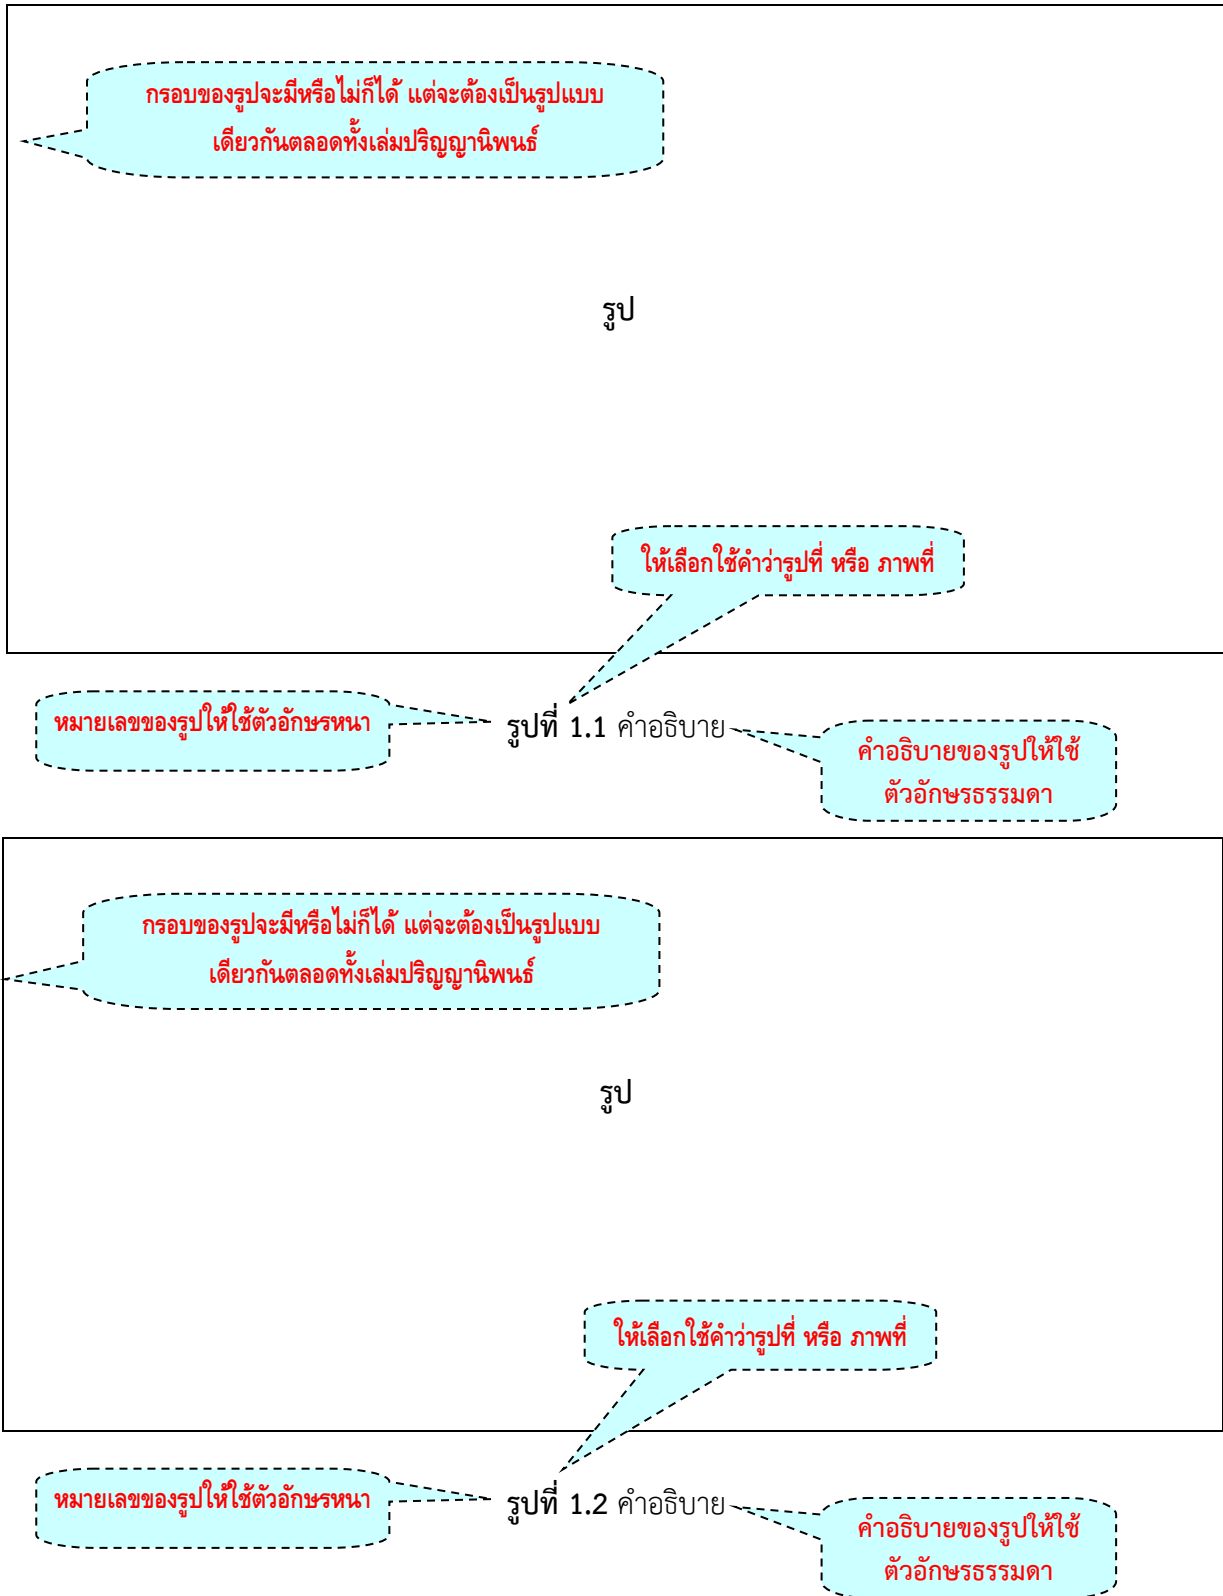 กรอบของรูปจะมีหรือไม่ก็ได้ แต่จะต้องเป็นรูปแบบ
เดียวกันตลอดทั้งเล่มปริญญานิพนธ์
รูป
ให้เลือกใช้คำว่ารูปที่ หรือ ภาพที่
หมายเลขของรูปให้ใช้ตัวอักษรหนา
รูปที่ 1.1 คำอธิบาย
คำอธิบายของรูปให้ใช้
ตัวอักษรธรรมดา
กรอบของรูปจะมีหรือไม่ก็ได้ แต่จะต้องเป็นรูปแบบ
เดียวกันตลอดทั้งเล่มปริญญานิพนธ์
รูป
ให้เลือกใช้คำว่ารูปที่ หรือ ภาพที่
หมายเลขของรูปให้ใช้ตัวอักษรหนา
รูปที่ 1.2 คำอธิบาย
คำอธิบายของรูปให้ใช้
ตัวอักษรธรรมดา